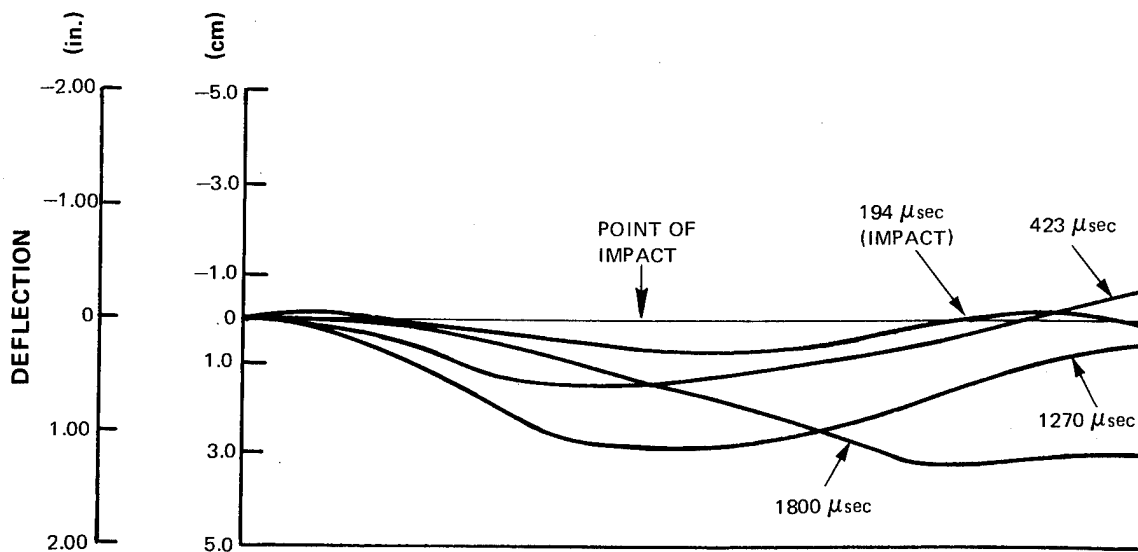 (in.)
(cm)
DEFLECTION
−2.00
−1.00
0
1.00
2.00
−5.0
−3.0
−1.0
0
1.0
3.0
5.0
POINT OF
IMPACT
194 μsec
(IMPACT)
423 μsec
1270 μsec
1800 μsec